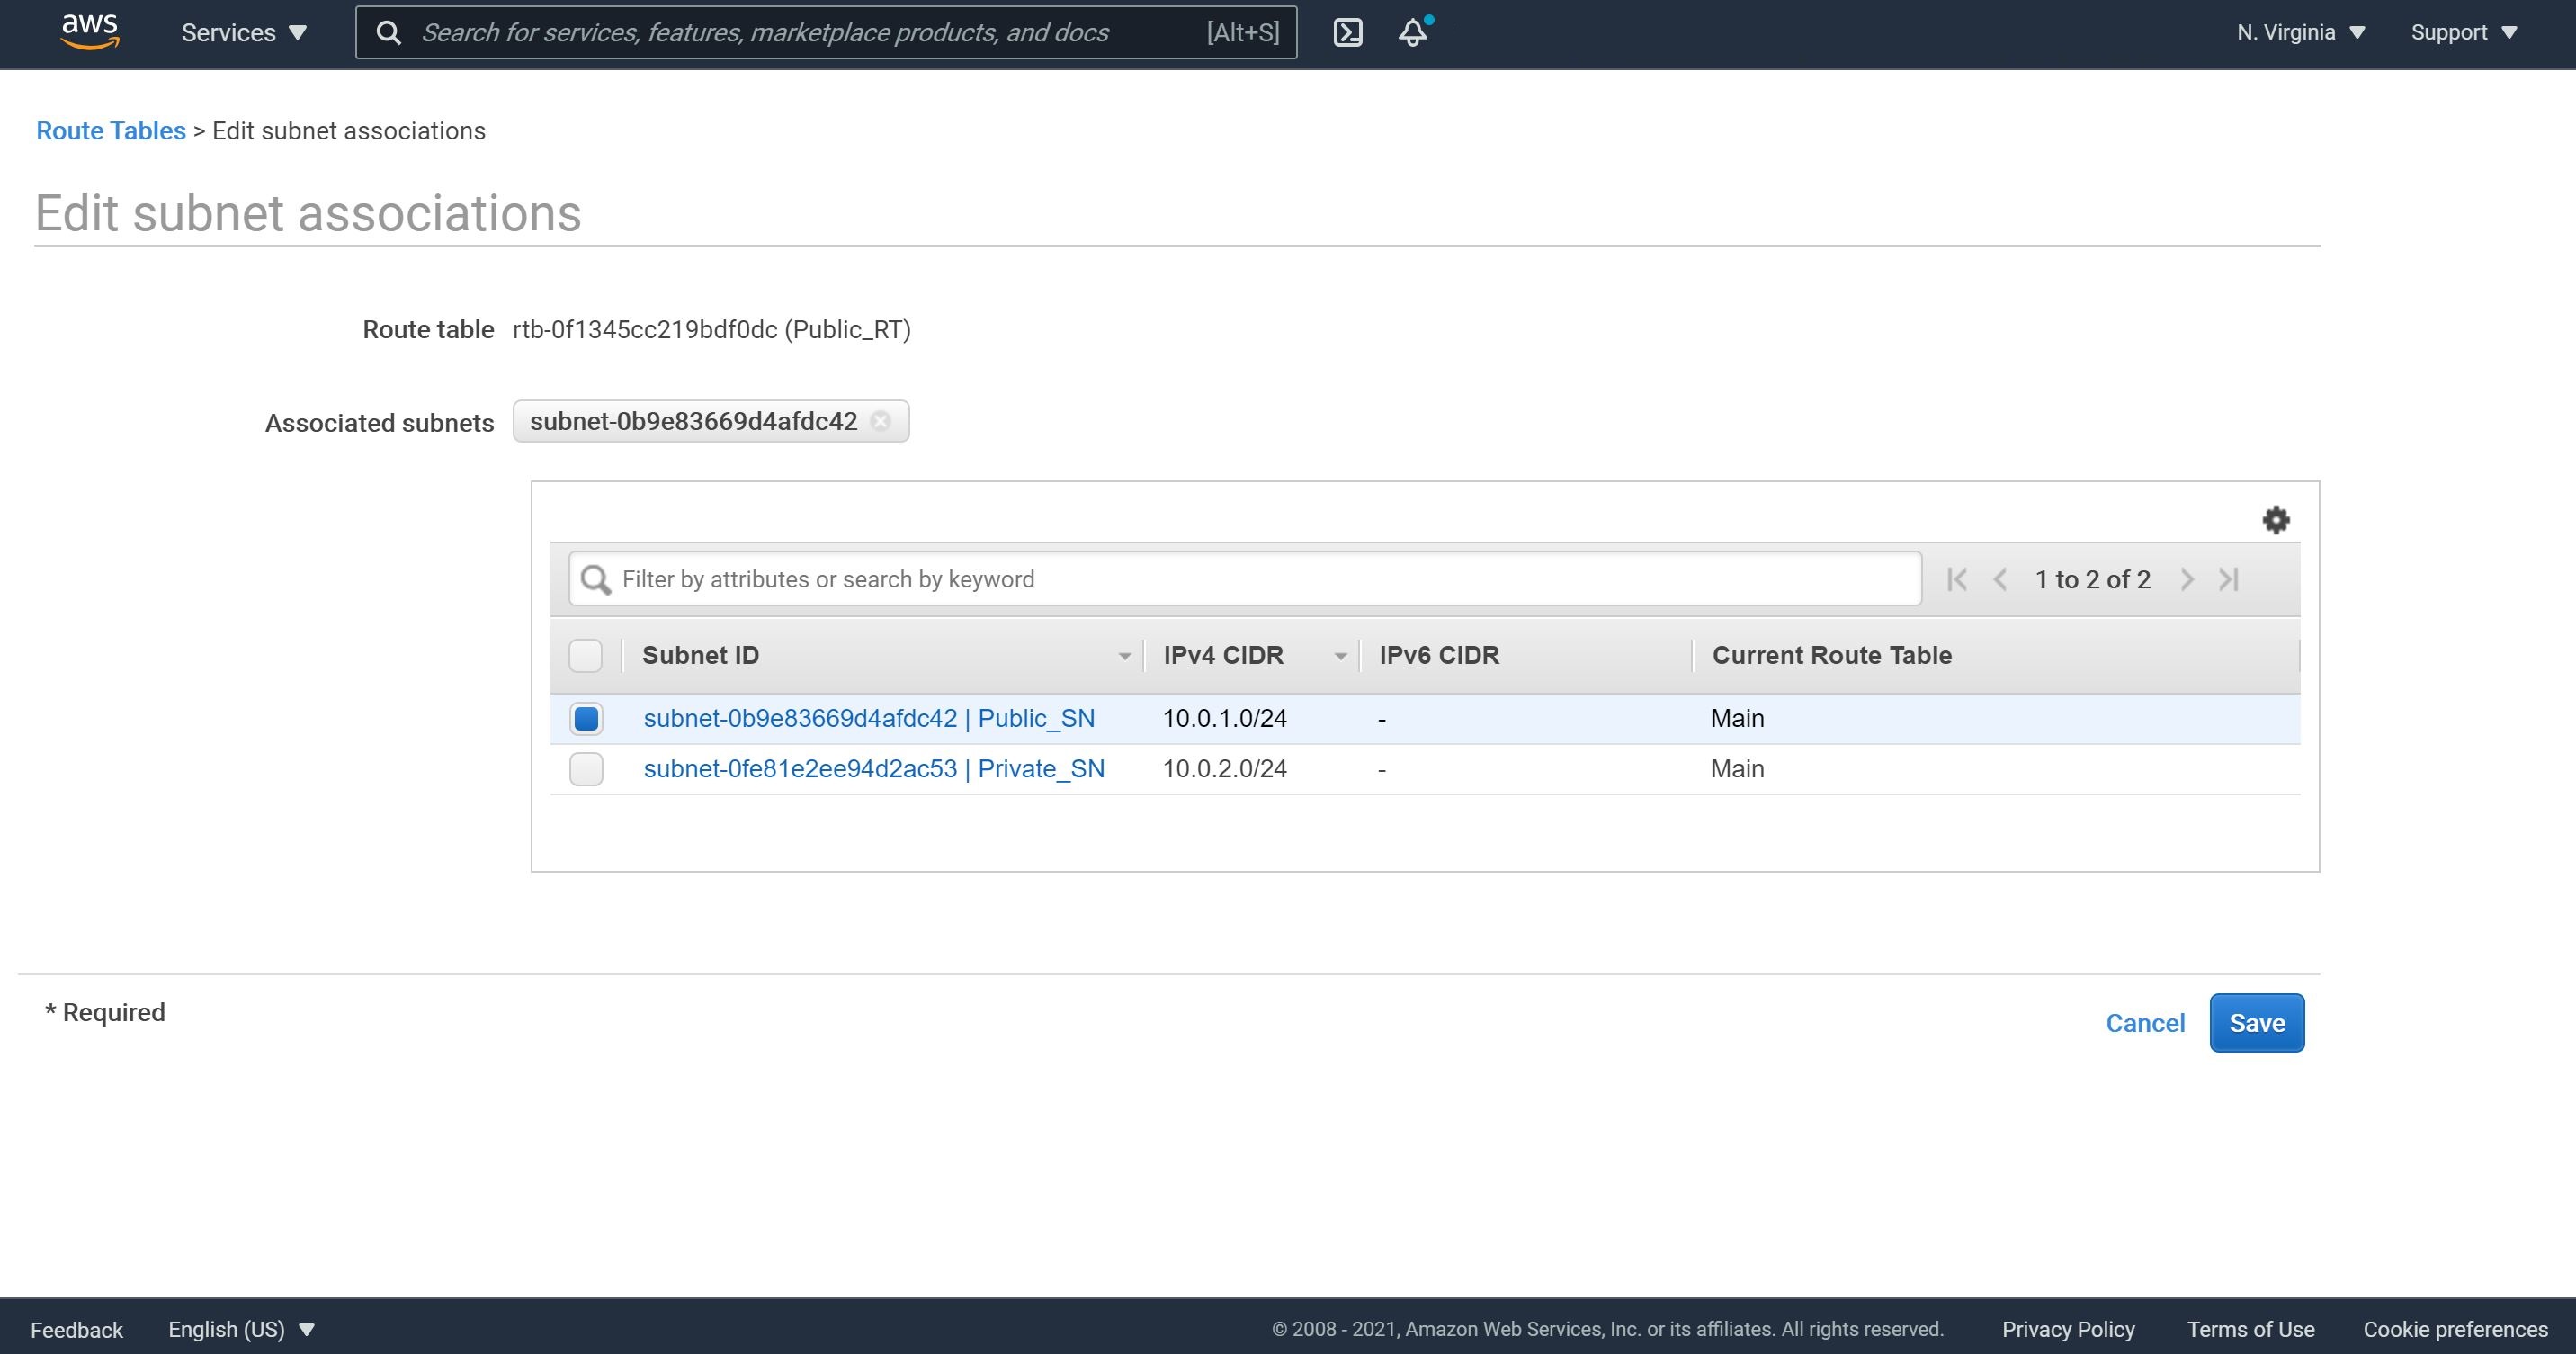 aws Services Search for services, features, marketplace products, and docs [Alt+S] N. Virginia Support
Route Tables > Edit subnet associations
Edit subnet associations
Route table rtb-0f1345cc219bdf0dc (Public_RT)
Associated subnets subnet-0b9e83669d4afdc42
Filter by attributes or search by keyword 1 to 2 of 2
Subnet ID IPv4 CIDR IPv6 CIDR Current Route Table
subnet-0b9e83669d4afdc42 | Public_SN 10.0.1.0/24 - Main
subnet-0fe81e2ee94d2ac53 | Private_SN 10.0.2.0/24 - Main
* Required Cancel Save
Feedback English (US) © 2008 - 2021, Amazon Web Services, Inc. or its affiliates. All rights reserved. Privacy Policy Terms of Use Cookie preferences